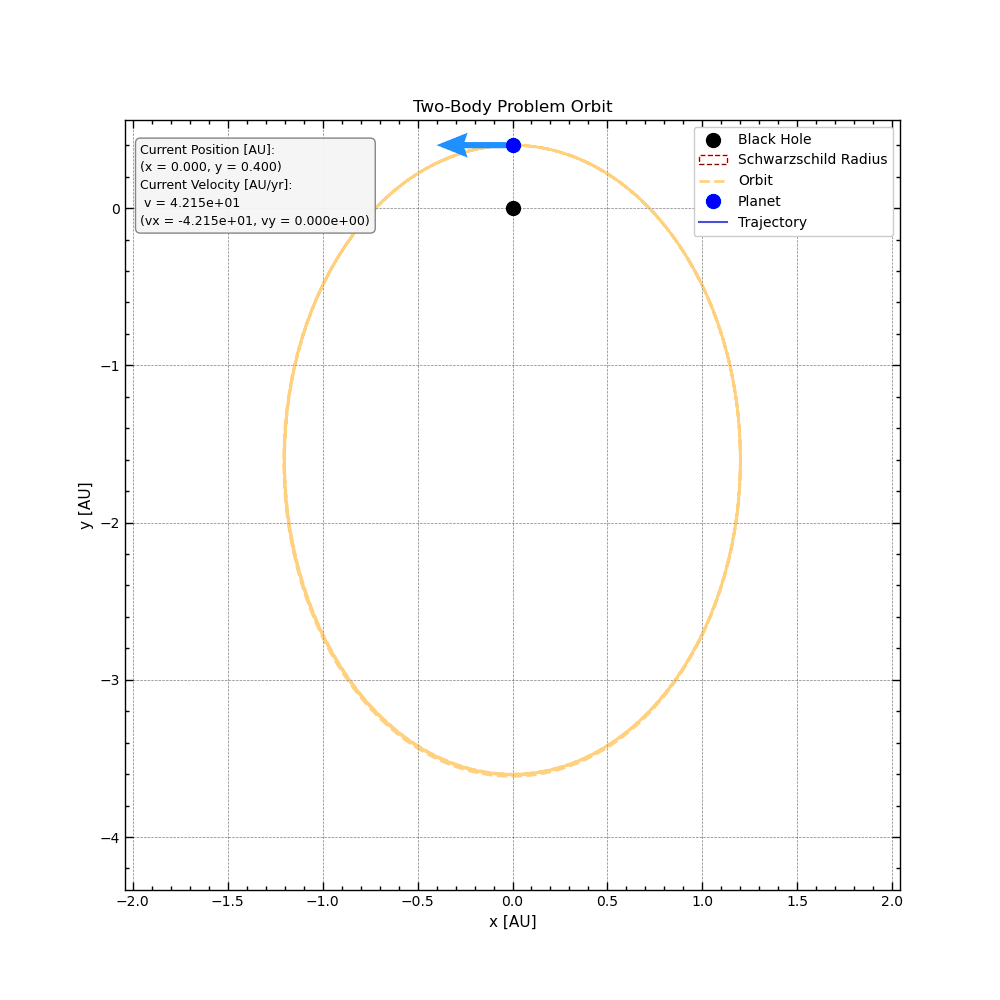 Two-Body Problem Orbit
Current Position [AU]:
(x = 0.000, y = 0.400)
Current Velocity [AU/yr]:
v = 4.215e+01
(vx = -4.215e+01, vy = 0.000e+00)
Black Hole
Schwarzschild Radius
Orbit
Planet
Trajectory
0
−1
−2
−3
−4
y [AU]
−2.0 −1.5 −1.0 −0.5 0.0 0.5 1.0 1.5 2.0
x [AU]